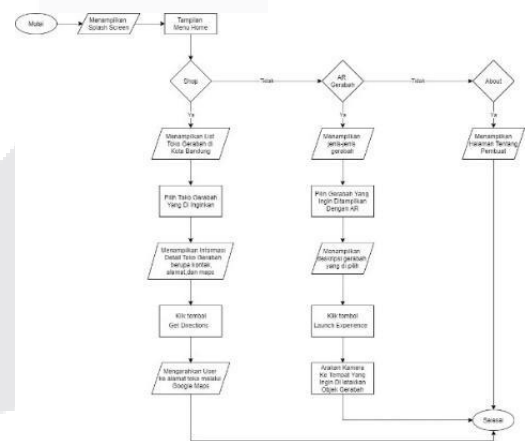 Mulai
Menampilkan
Splash Screen
Tampilan
Menu Home
Shop
Tidak
AR
Gerabah
Tidak
About
Ya
Ya
Ya
Menampilkan List
Toko Gerabah di
Kota Bandung
Menampilkan
jenis-jenis
gerabah
Menampilkan
Halaman Tentang
Pembuat
Pilih Toko Gerabah
Yang Di Inginkan
Pilih Gerabah Yang
Ingin Ditampilkan
Dengan AR
Menampilkan Informasi
Detail Toko Gerabah
berupa kontak,
alamat,dan maps
Menampilkan
deskripsi gerabah
yang di pilih
Klik tombol
Get Directions
Klik tombol
Launch Experience
Mengarahkan User
ke alamat toko melalui
Google Maps
Arahkan Kamera
Ke Tempat Yang
Ingin Di letakkan
Objek Gerabah
Selesai